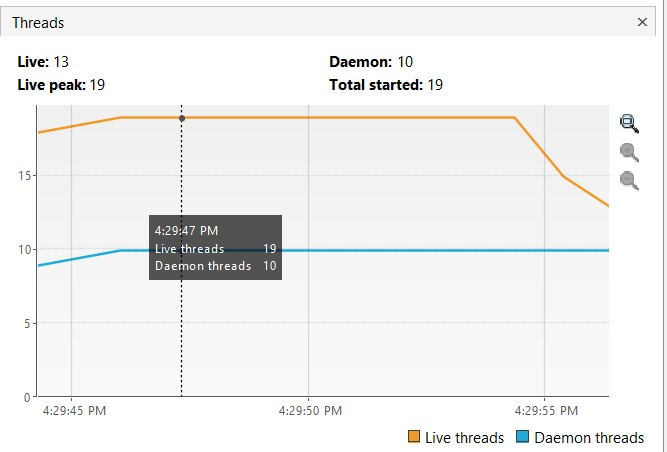 Threads
Live: 13 Daemon: 10
Live peak: 19 Total started: 19
15
10
5
0
4:29:47 PM
Live threads 19
Daemon threads 10
4:29:45 PM 4:29:50 PM 4:29:55 PM
Live threads Daemon threads